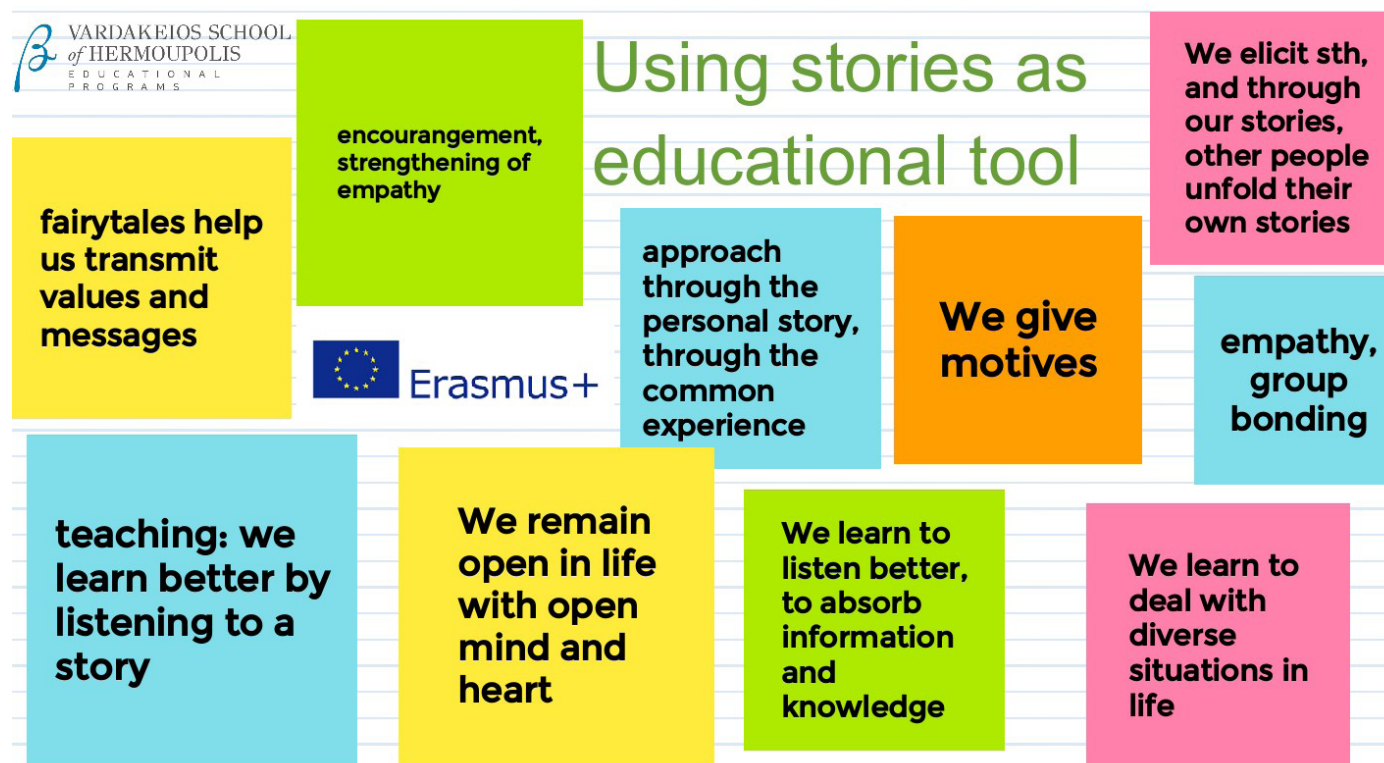 VARDAKEIOS SCHOOL
of HERMOUPOLIS
EDUCATIONAL
PROGRAMS
Using stories as
educational tool
encourangement,
strengthening of
empathy
We elicit sth,
and through
our stories,
other people
unfold their
own stories
fairytales help
us transmit
values and
messages
Erasmus+
approach
through the
personal story,
through the
common
experience
We give
motives
empathy,
group
bonding
teaching: we
learn better by
listening to a
story
We remain
open in life
with open
mind and
heart
We learn to
listen better,
to absorb
information
and
knowledge
We learn to
deal with
diverse
situations in
life